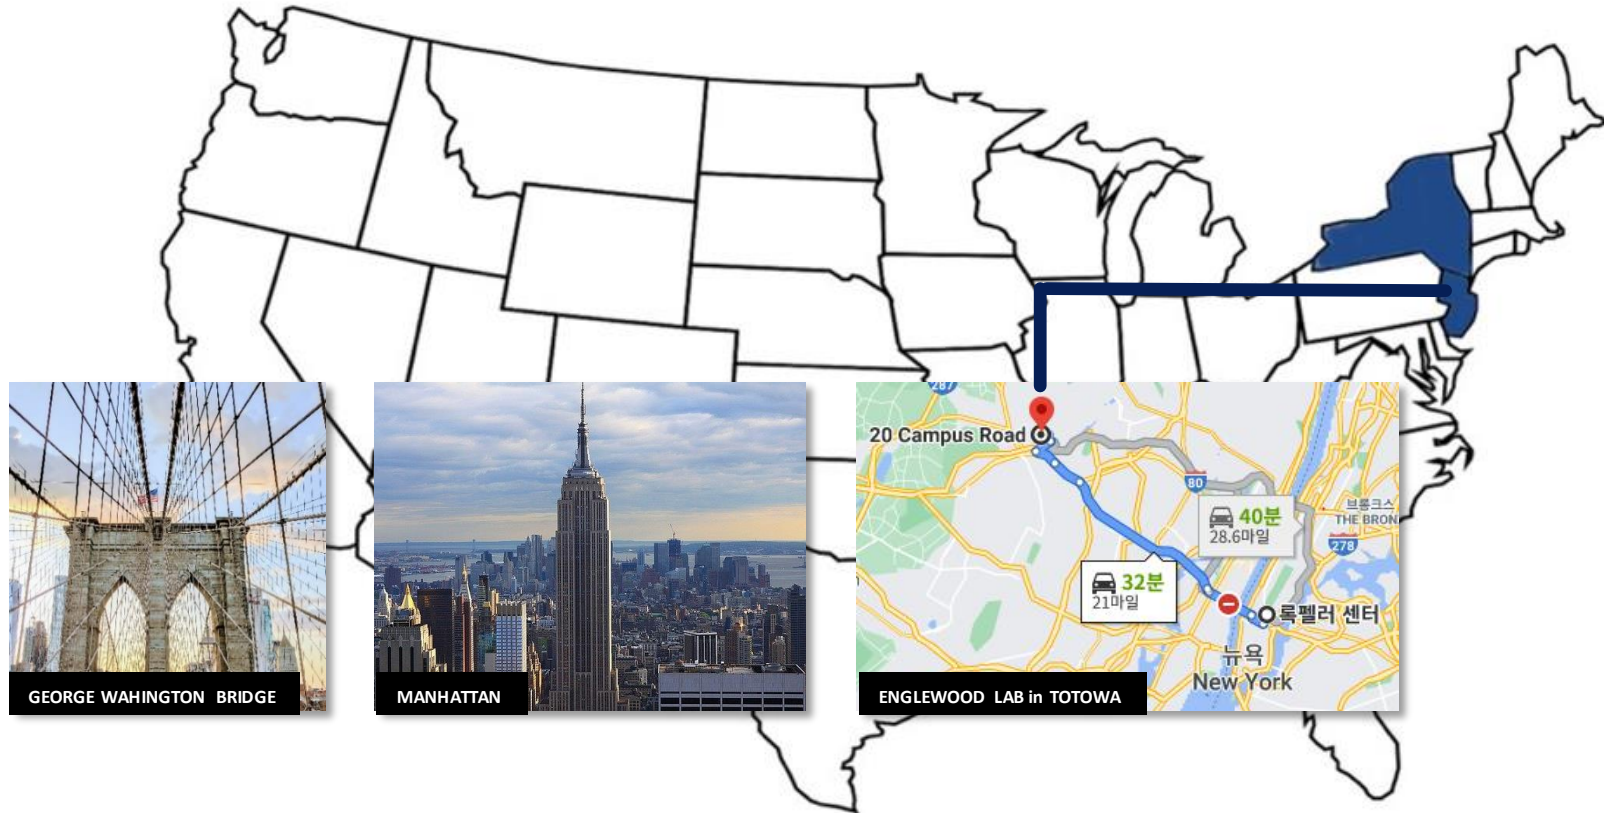 GEORGE WAHINGTON BRIDGE
MANHATTAN
287
20 Campus Road
80
40분
28.6마일
브롱크스
THE BRON
278
32분
21마일
록펠러 센터
뉴욕
New York
ENGLEWOOD LAB in TOTOWA